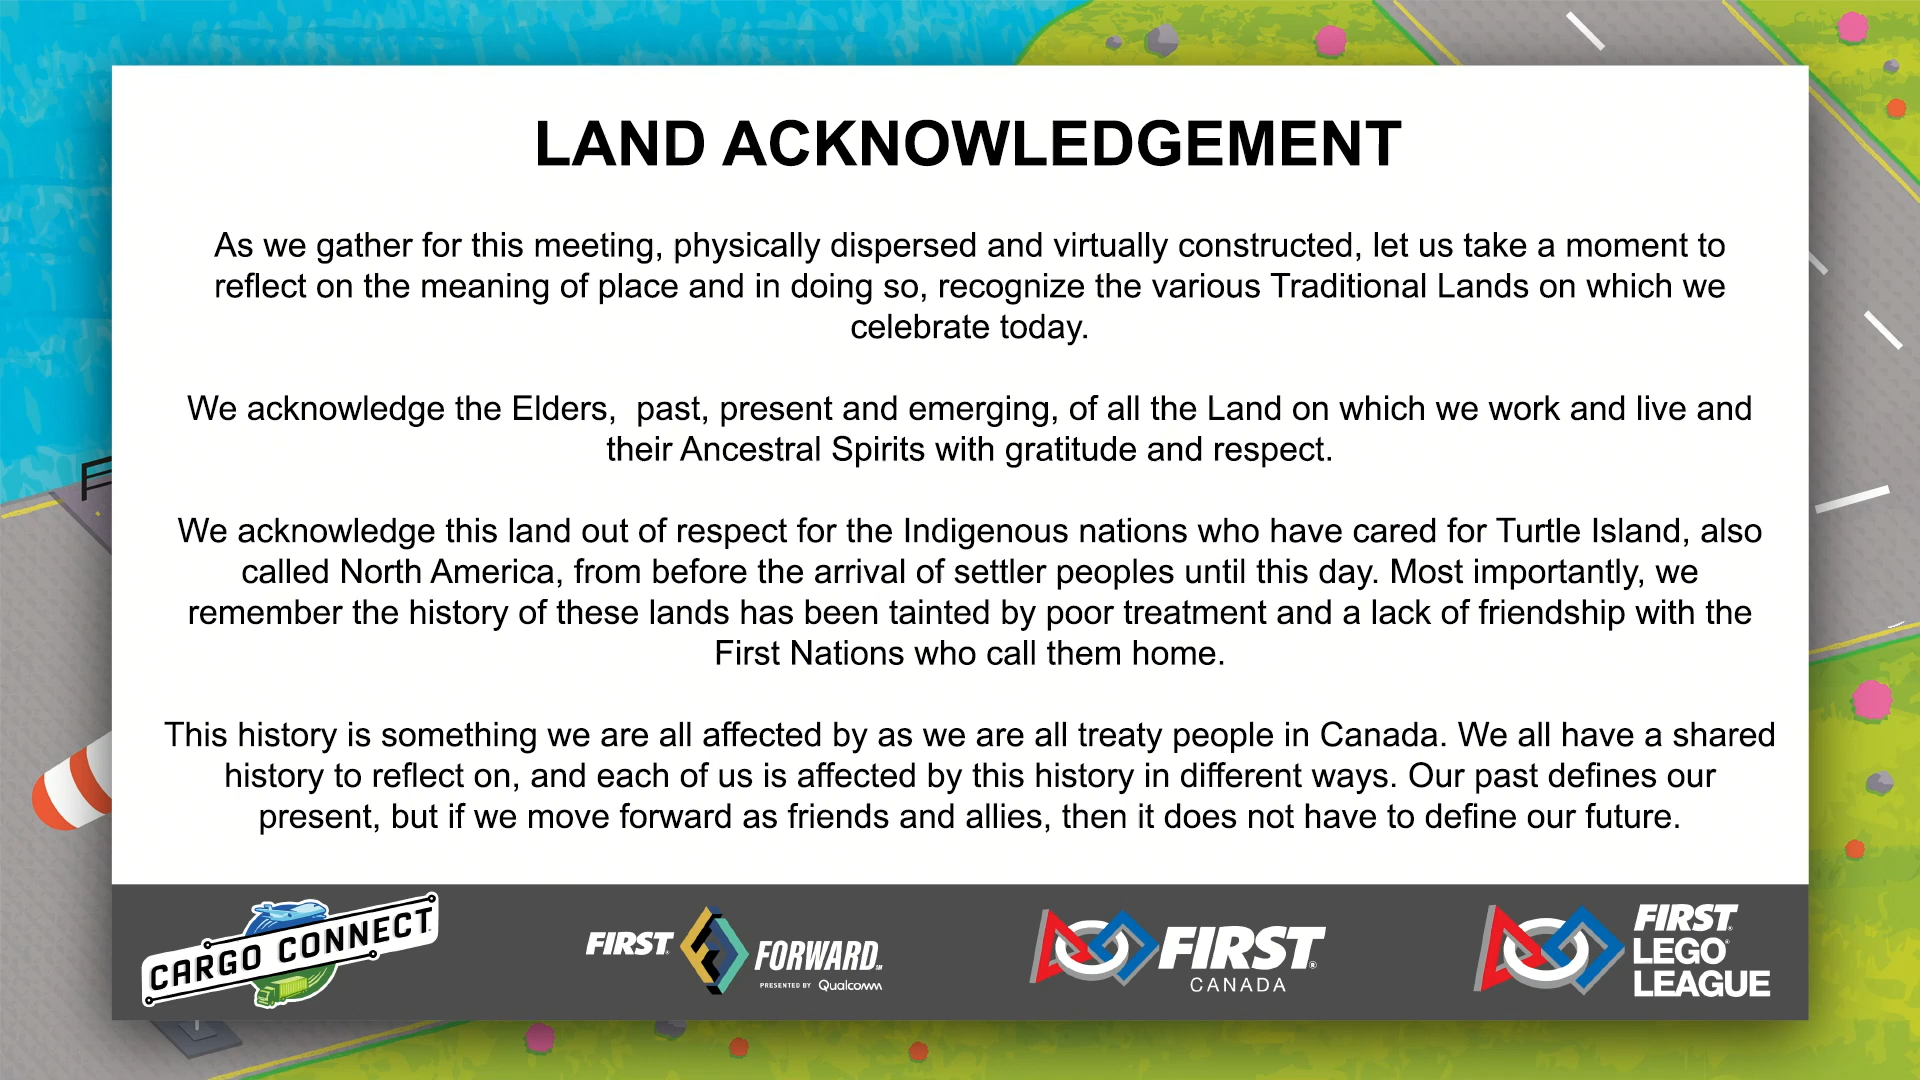 LAND ACKNOWLEDGEMENT
As we gather for this meeting, physically dispersed and virtually constructed, let us take a moment to
reflect on the meaning of place and in doing so, recognize the various Traditional Lands on which we
celebrate today.
We acknowledge the Elders,  past, present and emerging, of all the Land on which we work and live and
their Ancestral Spirits with gratitude and respect.
We acknowledge this land out of respect for the Indigenous nations who have cared for Turtle Island, also
called North America, from before the arrival of settler peoples until this day. Most importantly, we
remember the history of these lands has been tainted by poor treatment and a lack of friendship with the
First Nations who call them home.
This history is something we are all affected by as we are all treaty people in Canada. We all have a shared
history to reflect on, and each of us is affected by this history in different ways. Our past defines our
present, but if we move forward as friends and allies, then it does not have to define our future.
CARGO CONNECT
FIRST FORWARD
PRESENTED BY Qualcomm
FIRST®
CANADA
FIRST
LEGO
LEAGUE